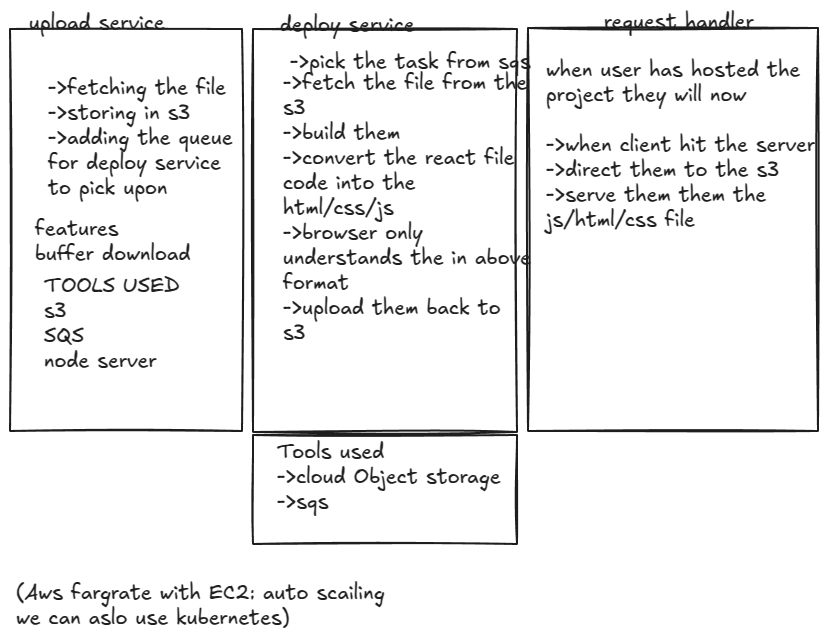 upload service
->fetching the file
->storing in s3
->adding the queue
for deploy service
to pick upon
features
buffer download
TOOLS USED
s3
SQS
node server
deploy service
->pick the task from sqs
->fetch the file from the
s3
->build them
->convert the react file
code into the
html/css/js
->browser only
understands the in above
format
->upload them back to
s3
Tools used
->cloud Object storage
->sqs
request handler
when user has hosted the
project they will now
->when client hit the server
->direct them to the s3
->serve them them the
js/html/css file
(Aws fargrate with EC2: auto scailing
we can aslo use kubernetes)